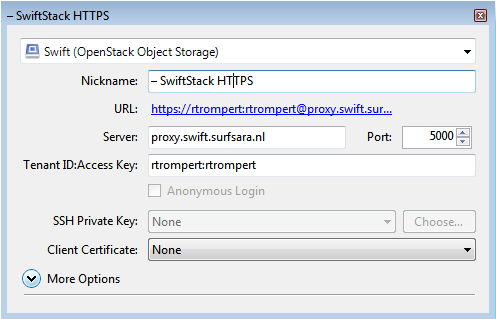 – SwiftStack HTTPS
Swift (OpenStack Object Storage)
Nickname: – SwiftStack HTTPS
URL: https://rtrompert:rtrompert@proxy.swift.sur...
Server: proxy.swift.surfsara.nl Port: 5000
Tenant ID:Access Key: rtrompert:rtrompert
Anonymous Login
SSH Private Key: None Choose...
Client Certificate: None
More Options